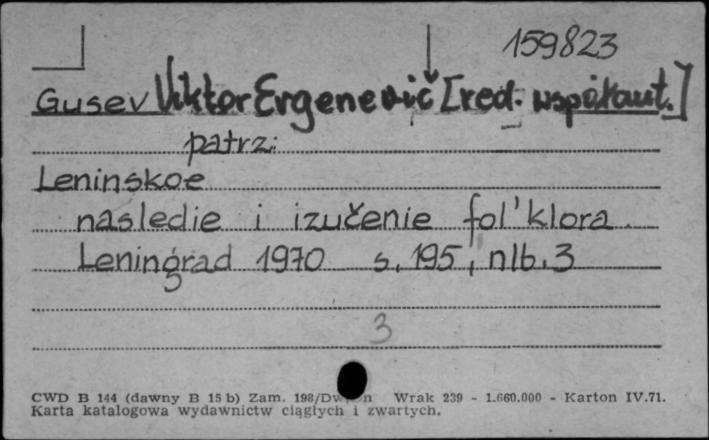 159823
Gusev Viktor Evgenevič [red. współaut.]
patrz:
Leninskoe
nasledie i izučenie fol'klora.
Leningrad 1970 s. 195, nlb. 3
3
CWD B 144 (dawny B 15 b) Zam. 198/Dw n Wrak 239 - 1.660.000 - Karton IV.71.
Karta katalogowa wydawnictw ciągłych i zwartych.